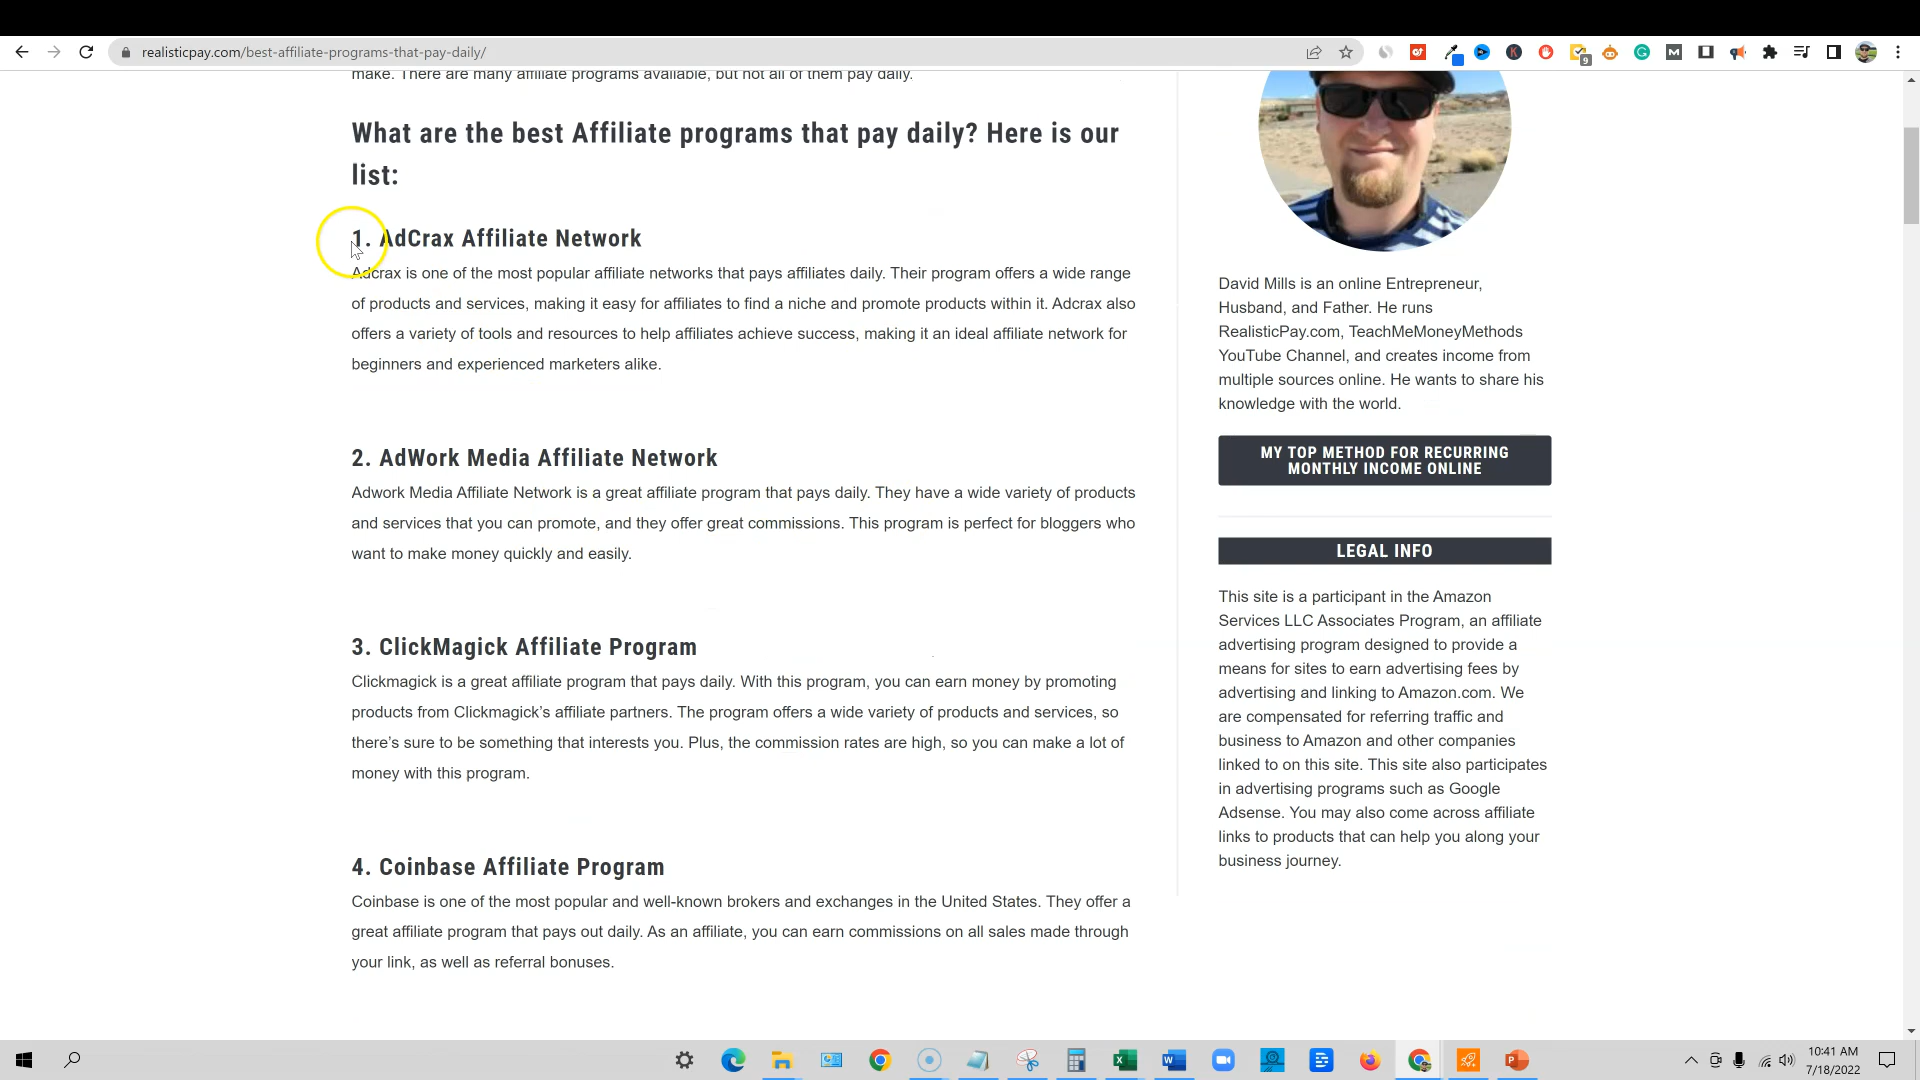 realisticpay.com/best-affiliate-programs-that-pay-daily/
make. There are many affiliate programs available, but not all of them pay daily.
What are the best Affiliate programs that pay daily? Here is our
list:
1. AdCrax Affiliate Network
Adcrax is one of the most popular affiliate networks that pays affiliates daily. Their program offers a wide range
of products and services, making it easy for affiliates to find a niche and promote products within it. Adcrax also
offers a variety of tools and resources to help affiliates achieve success, making it an ideal affiliate network for
beginners and experienced marketers alike.
2. AdWork Media Affiliate Network
Adwork Media Affiliate Network is a great affiliate program that pays daily. They have a wide variety of products
and services that you can promote, and they offer great commissions. This program is perfect for bloggers who
want to make money quickly and easily.
3. ClickMagick Affiliate Program
Clickmagick is a great affiliate program that pays daily. With this program, you can earn money by promoting
products from Clickmagick's affiliate partners. The program offers a wide variety of products and services, so
there's sure to be something that interests you. Plus, the commission rates are high, so you can make a lot of
money with this program.
4. Coinbase Affiliate Program
Coinbase is one of the most popular and well-known brokers and exchanges in the United States. They offer a
great affiliate program that pays out daily. As an affiliate, you can earn commissions on all sales made through
your link, as well as referral bonuses.
David Mills is an online Entrepreneur,
Husband, and Father. He runs
RealisticPay.com, TeachMeMoneyMethods
YouTube Channel, and creates income from
multiple sources online. He wants to share his
knowledge with the world.
MY TOP METHOD FOR RECURRING
MONTHLY INCOME ONLINE
LEGAL INFO
This site is a participant in the Amazon
Services LLC Associates Program, an affiliate
advertising program designed to provide a
means for sites to earn advertising fees by
advertising and linking to Amazon.com. We
are compensated for referring traffic and
business to Amazon and other companies
linked to on this site. This site also participates
in advertising programs such as Google
Adsense. You may also come across affiliate
links to products that can help you along your
business journey.
10:41 AM
7/18/2022